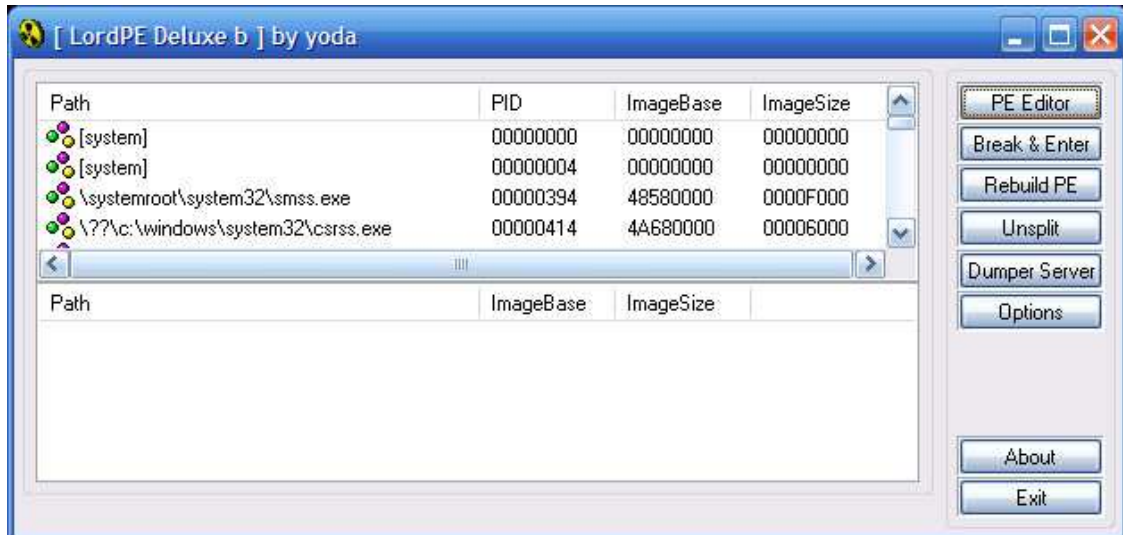 [ LordPE Deluxe b ] by yoda
Path PID ImageBase ImageSize
[system] 00000000 00000000 00000000
[system] 00000004 00000000 00000000
\systemroot\system32\smss.exe 00000394 48580000 0000F000
\??\c:\windows\system32\csrss.exe 00000414 4A680000 00006000
Path ImageBase ImageSize
PE Editor
Break & Enter
Rebuild PE
Unsplit
Dumper Server
Options
About
Exit